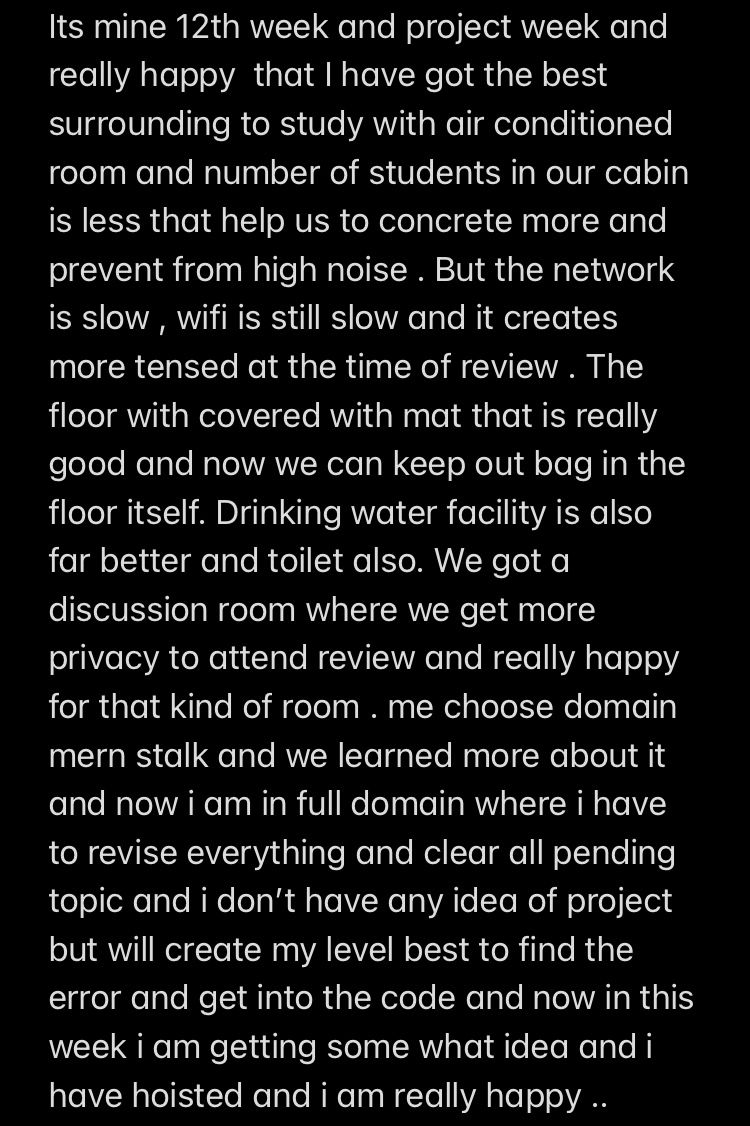 Its mine 12th week and project week and
really happy  that I have got the best
surrounding to study with air conditioned
room and number of students in our cabin
is less that help us to concrete more and
prevent from high noise . But the network
is slow , wifi is still slow and it creates
more tensed at the time of review . The
floor with covered with mat that is really
good and now we can keep out bag in the
floor itself. Drinking water facility is also
far better and toilet also. We got a
discussion room where we get more
privacy to attend review and really happy
for that kind of room . me choose domain
mern stalk and we learned more about it
and now i am in full domain where i have
to revise everything and clear all pending
topic and i don’t have any idea of project
but will create my level best to find the
error and get into the code and now in this
week i am getting some what idea and i
have hoisted and i am really happy ..